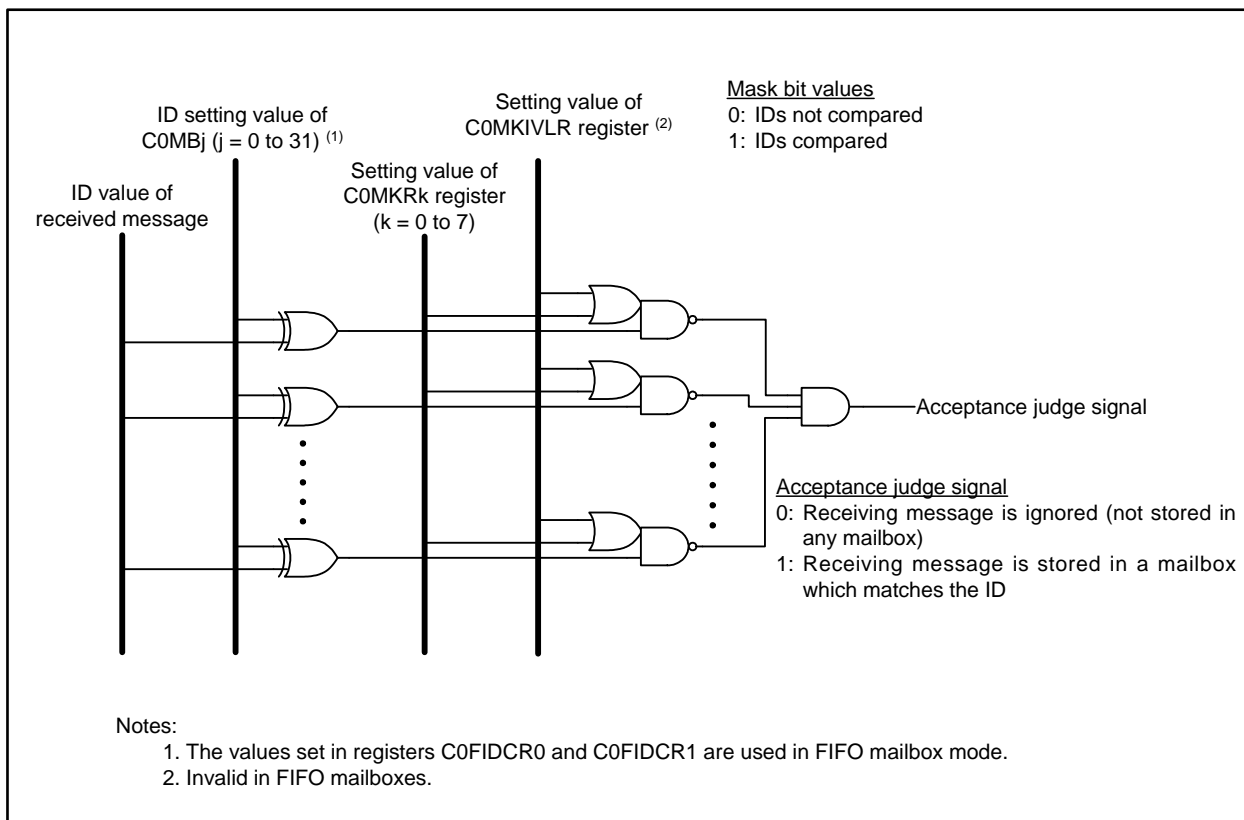 ID value of
received message
ID setting value of
C0MBj (j = 0 to 31) (1)
Setting value of
C0MKRk register
(k = 0 to 7)
Setting value of
C0MKIVLR register (2)
Mask bit values
0: IDs not compared
1: IDs compared
Acceptance judge signal
Acceptance judge signal
0: Receiving message is ignored (not stored in
any mailbox)
1: Receiving message is stored in a mailbox
which matches the ID
Notes:
1. The values set in registers C0FIDCR0 and C0FIDCR1 are used in FIFO mailbox mode.
2. Invalid in FIFO mailboxes.